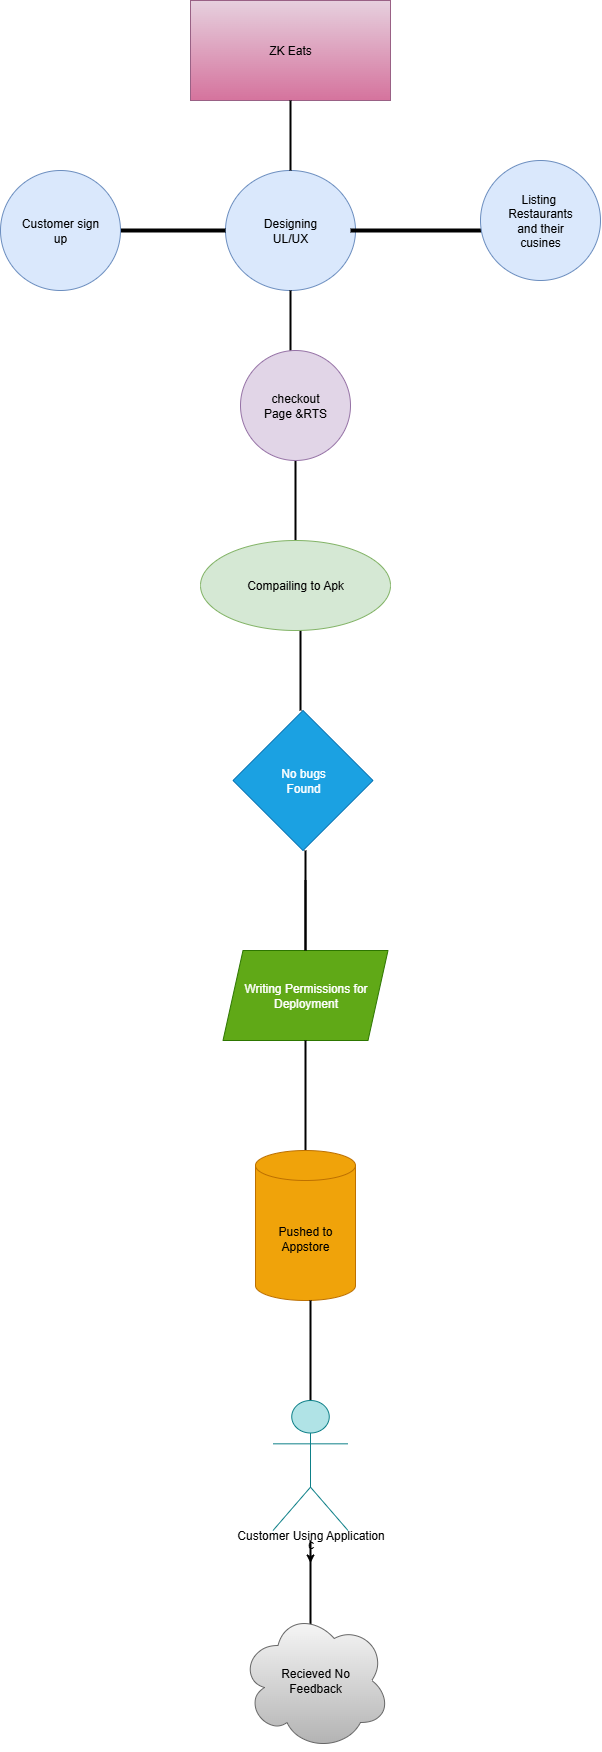 ZK Eats
Customer sign
up
Designing
UL/UX
Listing
Restaurants
and their
cusines
checkout
Page &RTS
Compailing to Apk
No bugs
Found
Writing Permissions for
Deployment
Pushed to
Appstore
Customer Using Application
c
Recieved No
Feedback